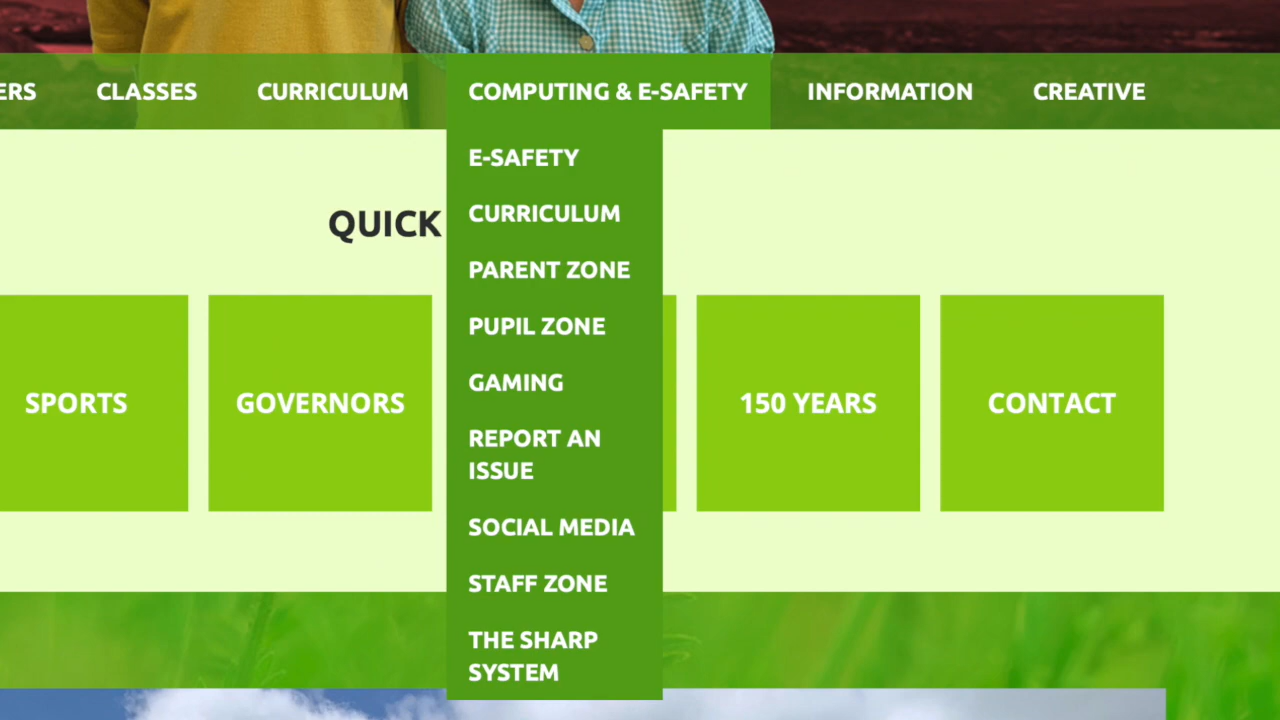 ERS CLASSES CURRICULUM COMPUTING & E-SAFETY INFORMATION CREATIVE
E-SAFETY
CURRICULUM
PARENT ZONE
PUPIL ZONE
GAMING
REPORT AN
ISSUE
SOCIAL MEDIA
STAFF ZONE
THE SHARP
SYSTEM
QUICK
SPORTS
GOVERNORS
150 YEARS
CONTACT